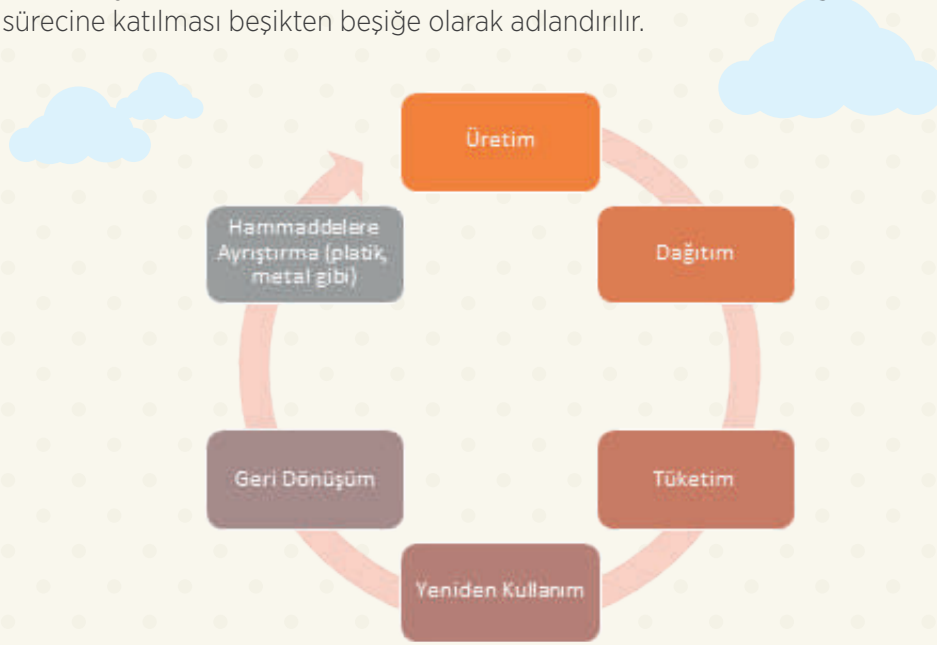 sürecine katılması beşikten beşiğe olarak adlandırılır.
Üretim
Dağıtım
Tüketim
Yeniden Kullanım
Geri Dönüşüm
Hammaddelere
Ayrıştırma (platik,
metal gibi)